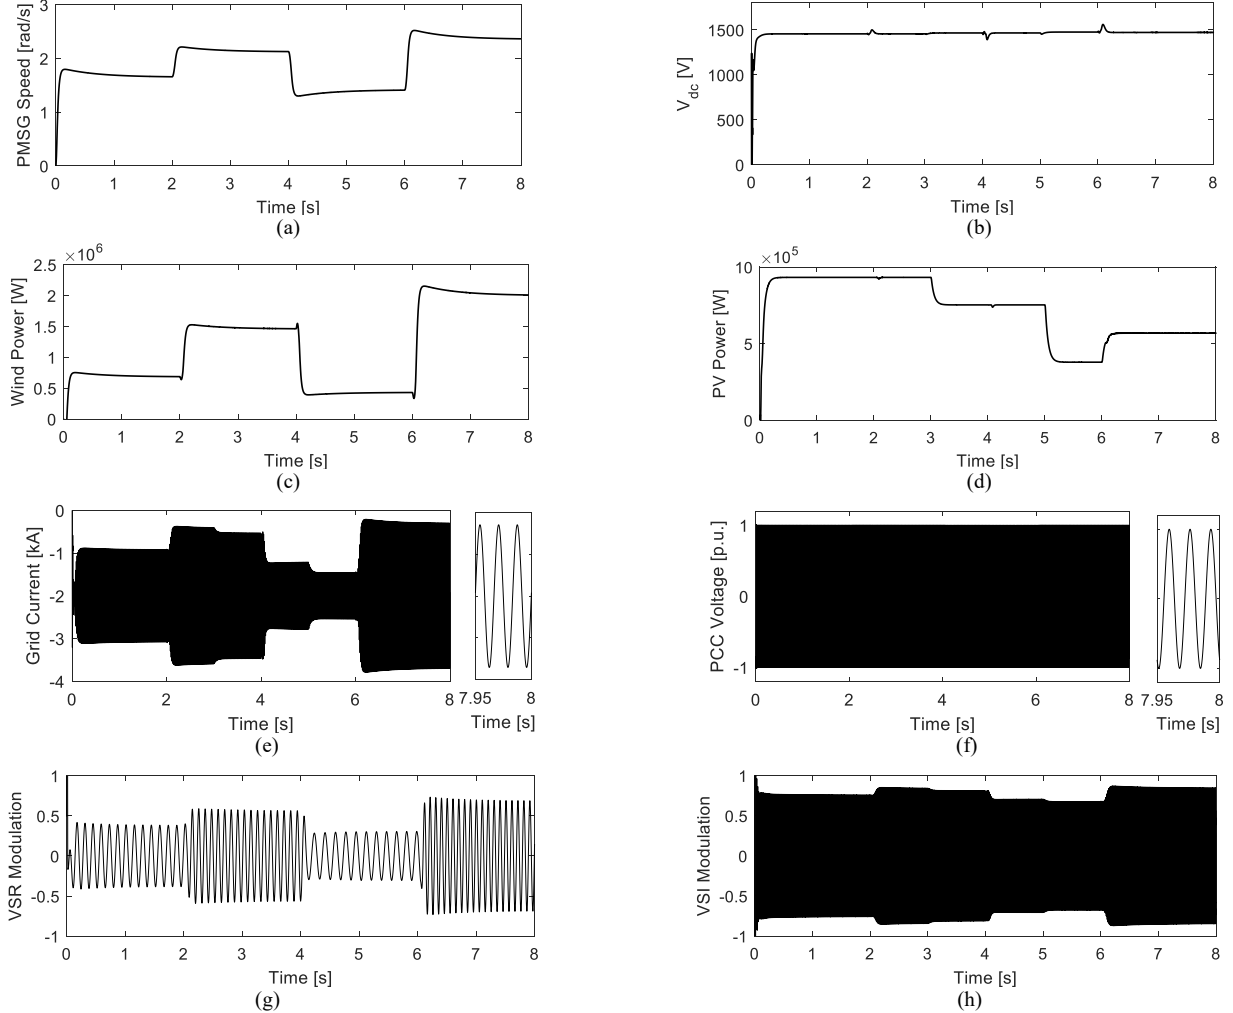 PMSG Speed [rad/s]
3
2
1
0
0 1 2 3 4 5 6 7 8
Time [s]
(a)
V_dc [V]
1500
1000
500
0
0 1 2 3 4 5 6 7 8
Time [s]
(b)
×10^6
Wind Power [W]
2.5
2
1.5
1
0.5
0
0 1 2 3 4 5 6 7 8
Time [s]
(c)
×10^5
PV Power [W]
10
5
0
0 1 2 3 4 5 6 7 8
Time [s]
(d)
Grid Current [kA]
0
-1
-2
-3
-4
0 2 4 6 8
Time [s]
7.95 8
Time [s]
(e)
PCC Voltage [p.u.]
1
0
-1
0 2 4 6 8
Time [s]
7.95 8
Time [s]
(f)
VSR Modulation
1
0.5
0
-0.5
-1
0 1 2 3 4 5 6 7 8
Time [s]
(g)
VSI Modulation
1
0.5
0
-0.5
-1
0 1 2 3 4 5 6 7 8
Time [s]
(h)